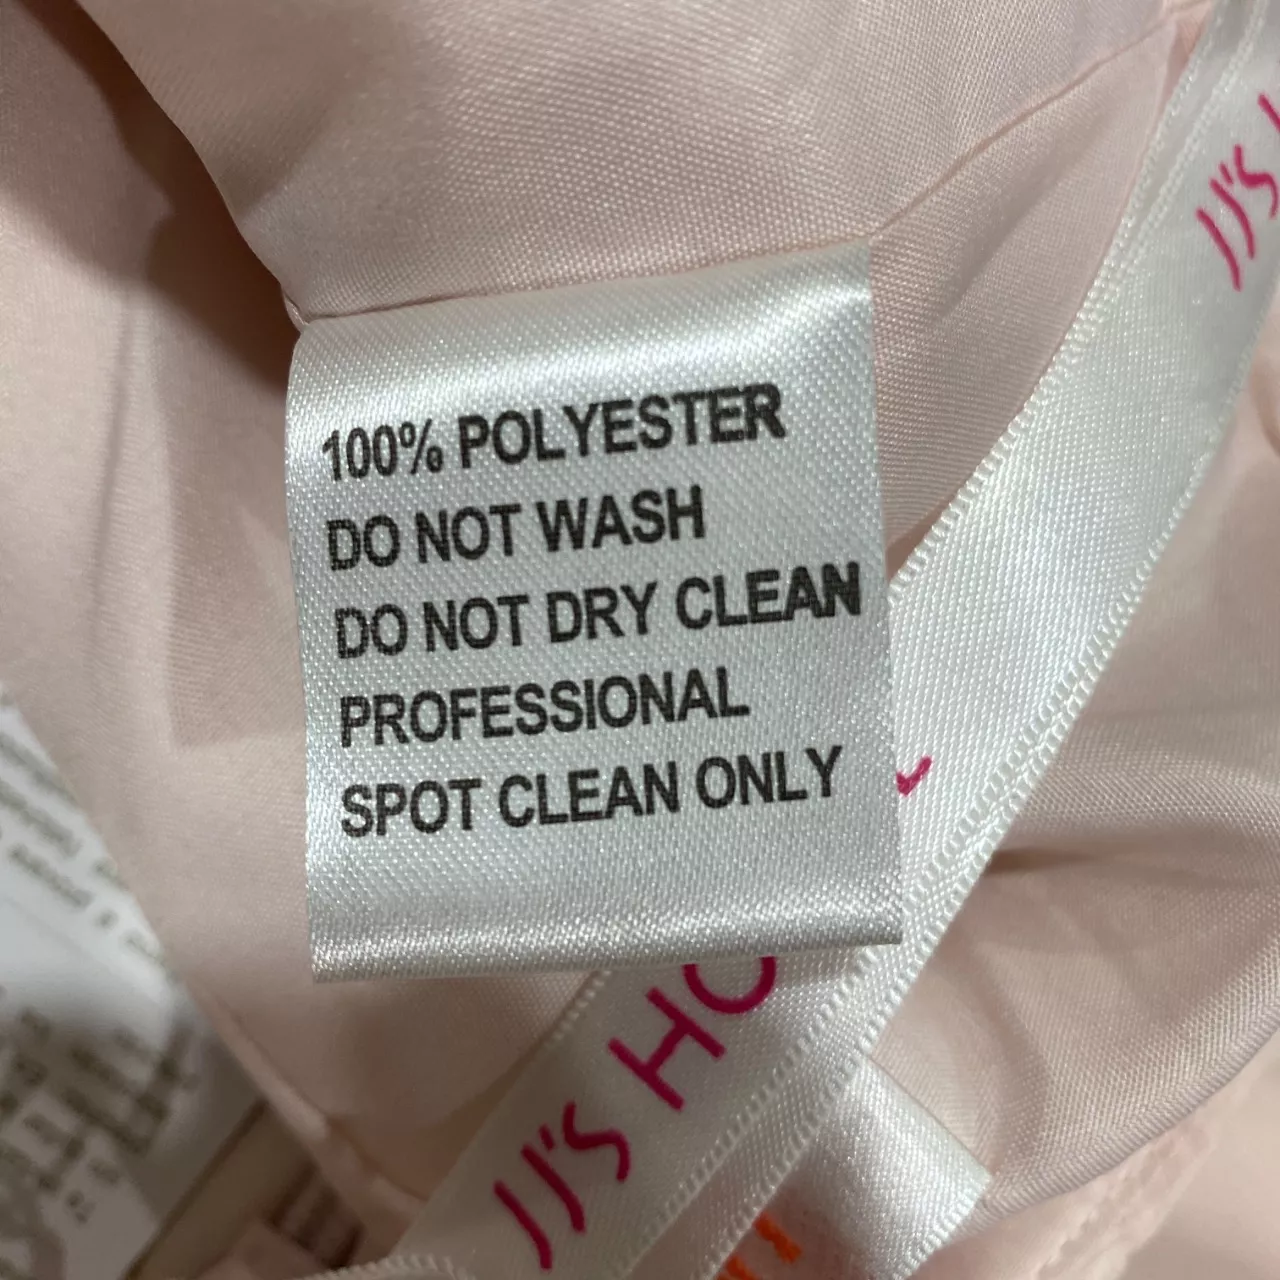 JJ's
100% POLYESTER
DO NOT WASH
DO NOT DRY CLEAN
PROFESSIONAL
SPOT CLEAN ONLY
JJ's HO